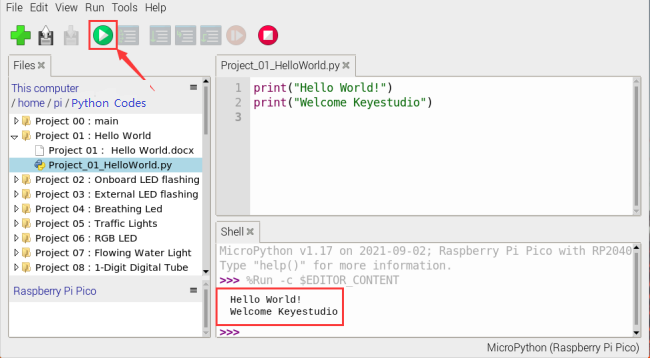 File Edit View Run Tools Help
Files
This computer
/ home / pi / Python Codes
Project 00 : main
Project 01 : Hello World
Project 01 : Hello World.docx
Project_01_HelloWorld.py
Project 02 : Onboard LED flashing
Project 03 : External LED flashing
Project 04 : Breathing Led
Project 05 : Traffic Lights
Project 06 : RGB LED
Project 07 : Flowing Water Light
Project 08 : 1-Digit Digital Tube
Raspberry Pi Pico
Project_01_HelloWorld.py
1 print("Hello World!")
2 print("Welcome Keyestudio")
3
Shell
MicroPython v1.17 on 2021-09-02; Raspberry Pi Pico with RP2040
Type "help()" for more information.
>>> %Run -c $EDITOR_CONTENT
Hello World!
Welcome Keyestudio
>>>
MicroPython (Raspberry Pi Pico)